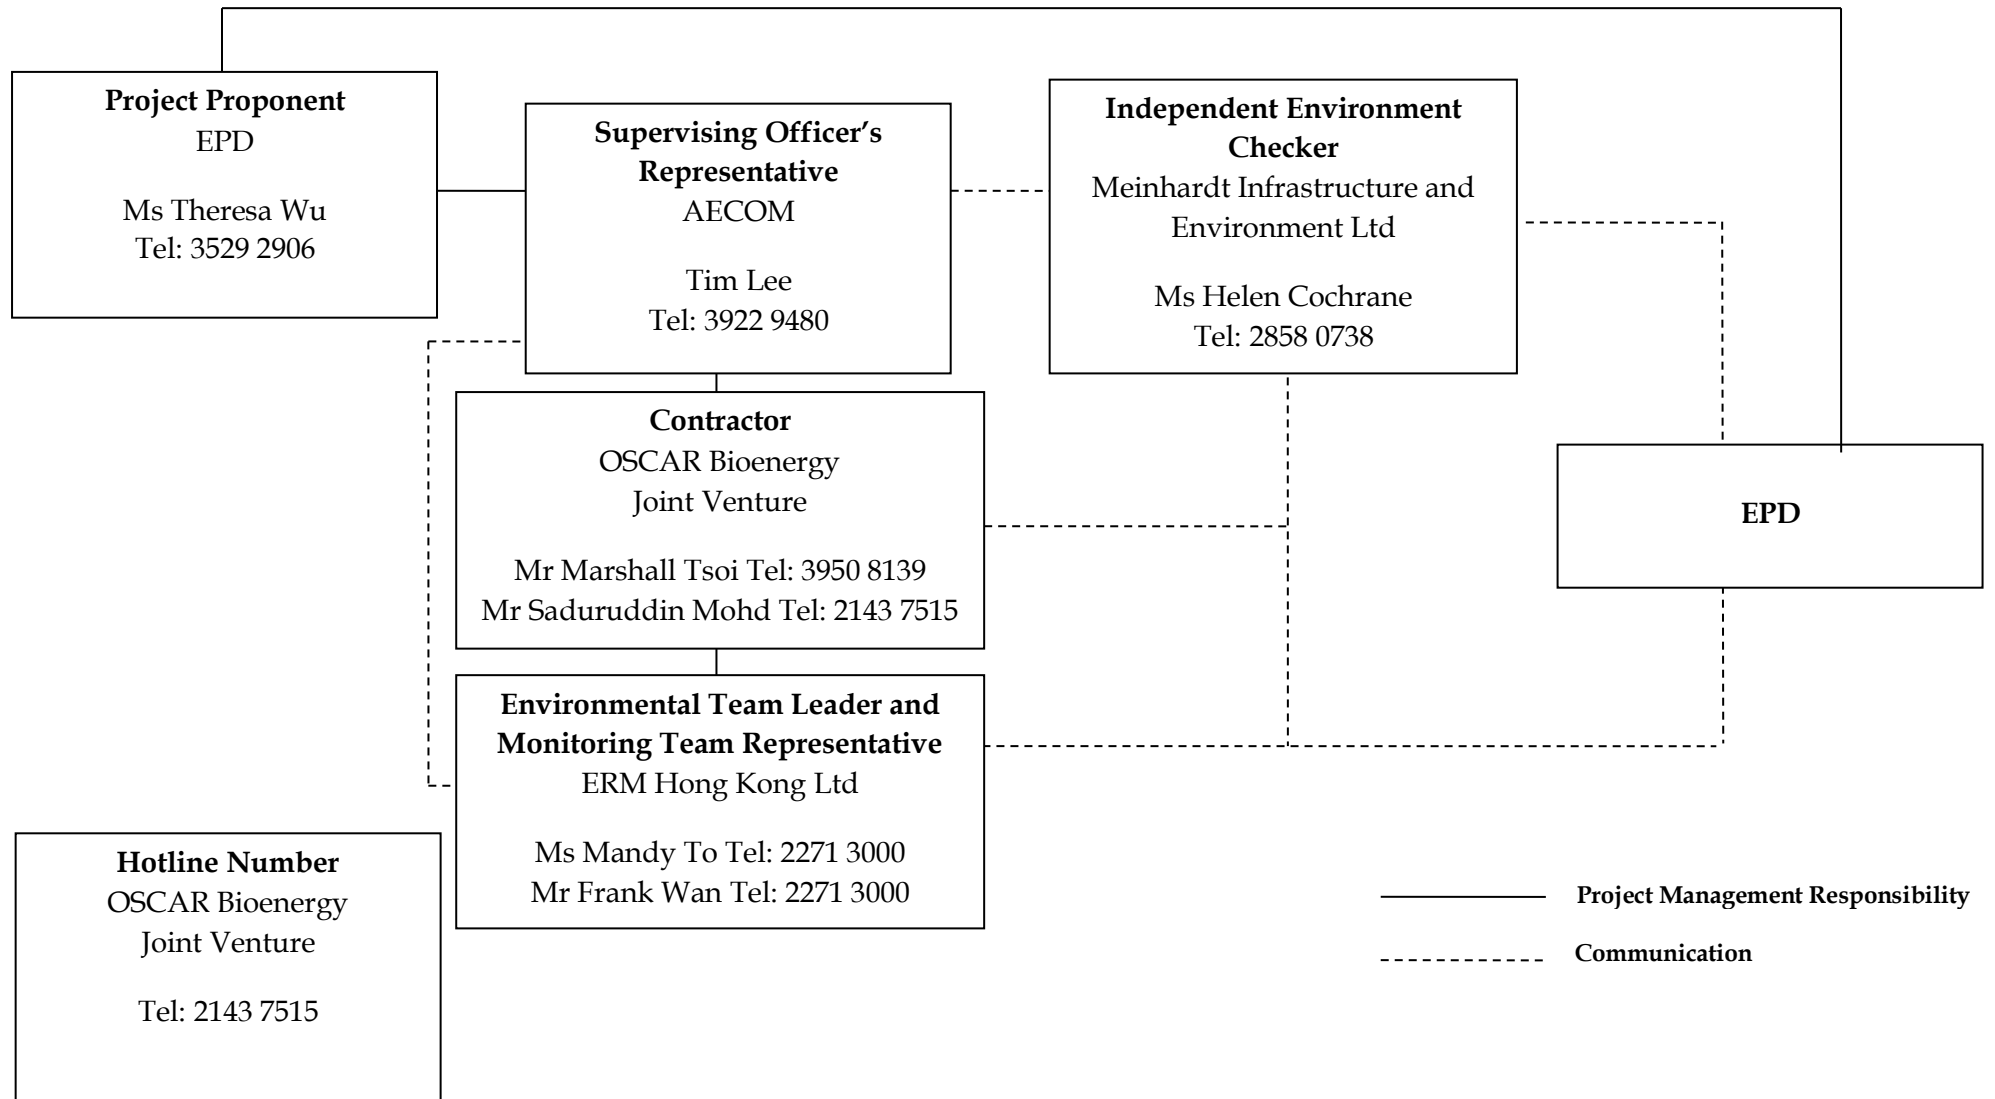 Project Proponent
EPD
Ms Theresa Wu
Tel: 3529 2906
Supervising Officer’s
Representative
AECOM
Tim Lee
Tel: 3922 9480
Independent Environment
Checker
Meinhardt Infrastructure and
Environment Ltd
Ms Helen Cochrane
Tel: 2858 0738
Contractor
OSCAR Bioenergy
Joint Venture
Mr Marshall Tsoi Tel: 3950 8139
Mr Saduruddin Mohd Tel: 2143 7515
EPD
Environmental Team Leader and
Monitoring Team Representative
ERM Hong Kong Ltd
Ms Mandy To Tel: 2271 3000
Mr Frank Wan Tel: 2271 3000
Hotline Number
OSCAR Bioenergy
Joint Venture
Tel: 2143 7515
Project Management Responsibility
Communication